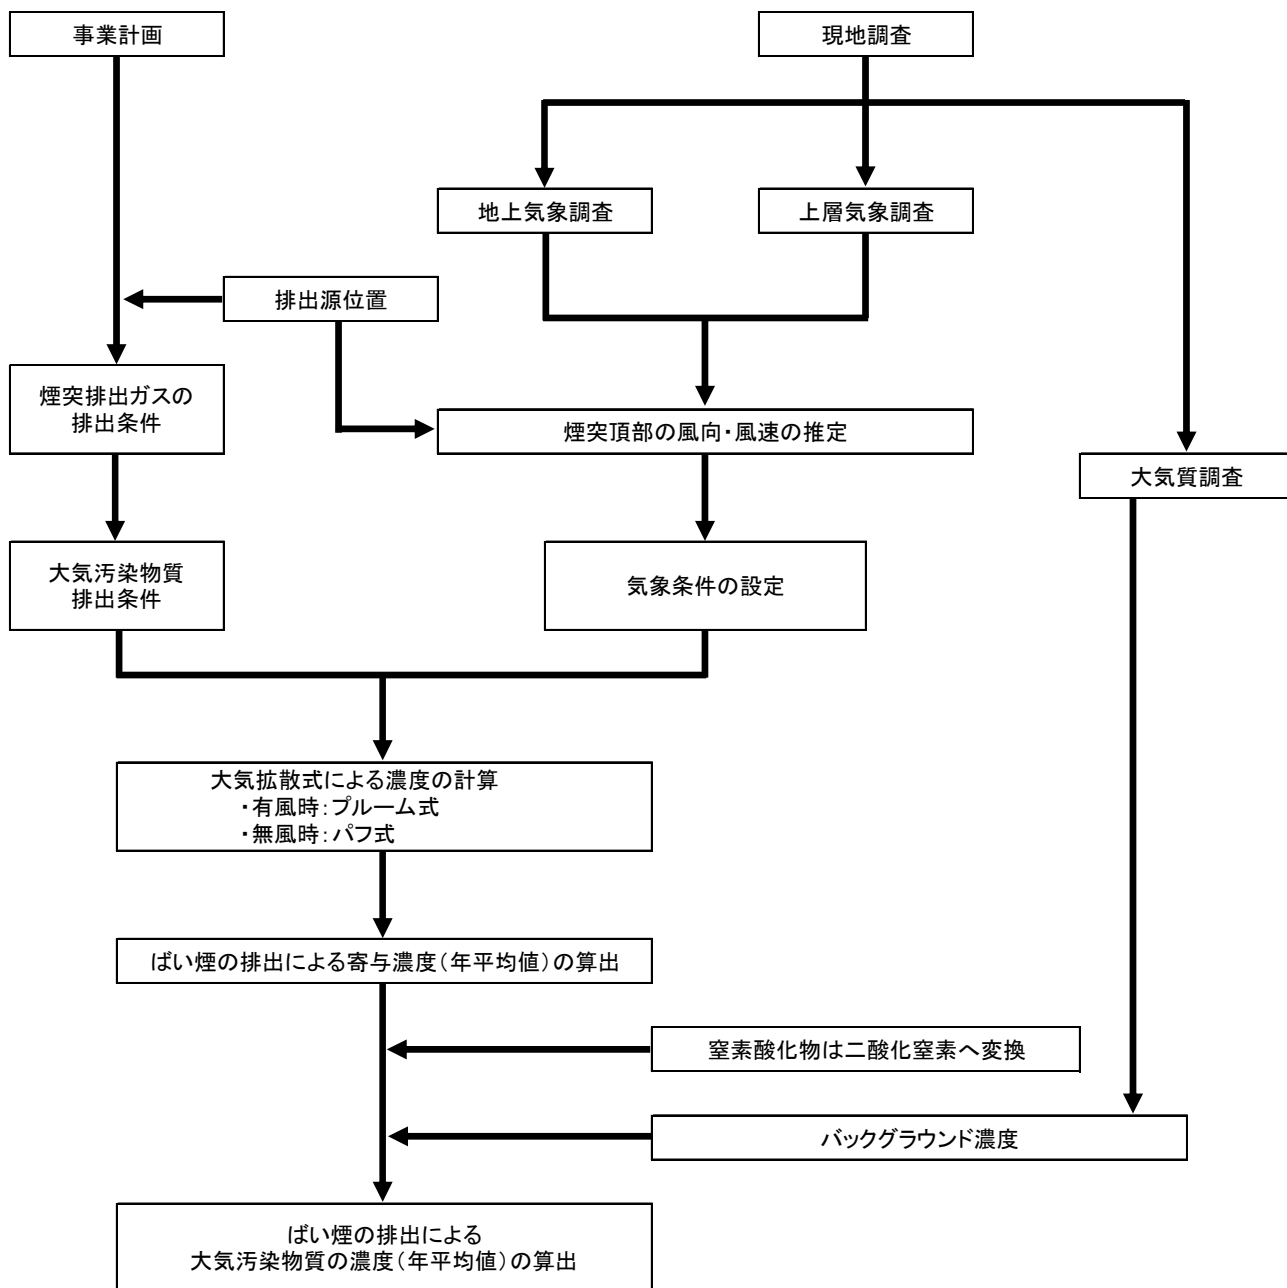 事業計画
現地調査
地上気象調査
上層気象調査
排出源位置
煙突排出ガスの
排出条件
煙突頂部の風向・風速の推定
大気質調査
大気汚染物質
排出条件
気象条件の設定
大気拡散式による濃度の計算
・有風時：プルーム式
・無風時：パフ式
ばい煙の排出による寄与濃度（年平均値）の算出
窒素酸化物は二酸化窒素へ変換
バックグラウンド濃度
ばい煙の排出による
大気汚染物質の濃度（年平均値）の算出